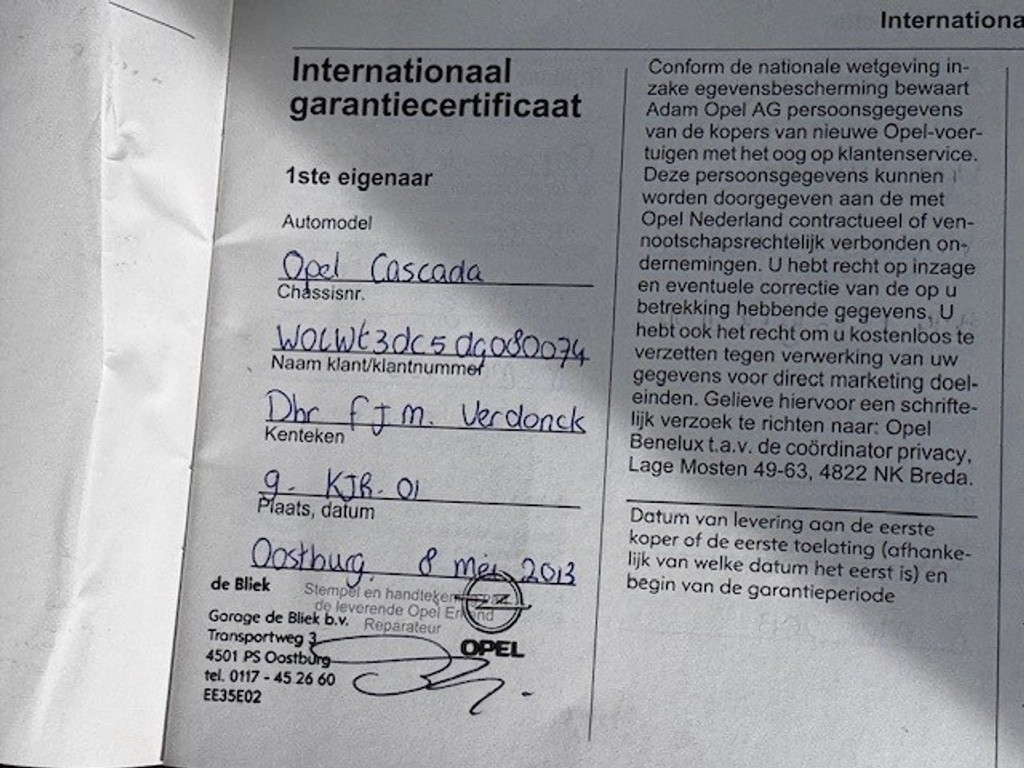 Internationa
Internationaal
garantiecertificaat
1ste eigenaar
Automodel
Opel Cascada
Chassisnr.
W0LWt3dc5dg080074
Naam klant/klantnummer
Dhr f J m. Verdonck
Kenteken
9. KJR. 01
Plaats, datum
Oostburg, 8 mei 2013
Stempel en handteken
de leverende Opel Erkend
Reparateur
de Bliek
Garage de Bliek b.v.
Transportweg 3
4501 PS Oostburg
tel. 0117 - 45 26 60
EE35E02
OPEL
Conform de nationale wetgeving in-
zake egevensbescherming bewaart
Adam Opel AG persoonsgegevens
van de kopers van nieuwe Opel-voer-
tuigen met het oog op klantenservice.
Deze persoonsgegevens kunnen
worden doorgegeven aan de met
Opel Nederland contractueel of ven-
nootschapsrechtelijk verbonden on-
dernemingen. U hebt recht op inzage
en eventuele correctie van de op u
betrekking hebbende gegevens. U
hebt ook het recht om u kosteloos te
verzetten tegen verwerking van uw
gegevens voor direct marketing doel-
einden. Gelieve hiervoor een schrifte-
lijk verzoek te richten naar: Opel
Benelux t.a.v. de coördinator privacy,
Lage Mosten 49-63, 4822 NK Breda.
Datum van levering aan de eerste
koper of de eerste toelating (afhanke-
lijk van welke datum het eerst is) en
begin van de garantieperiode